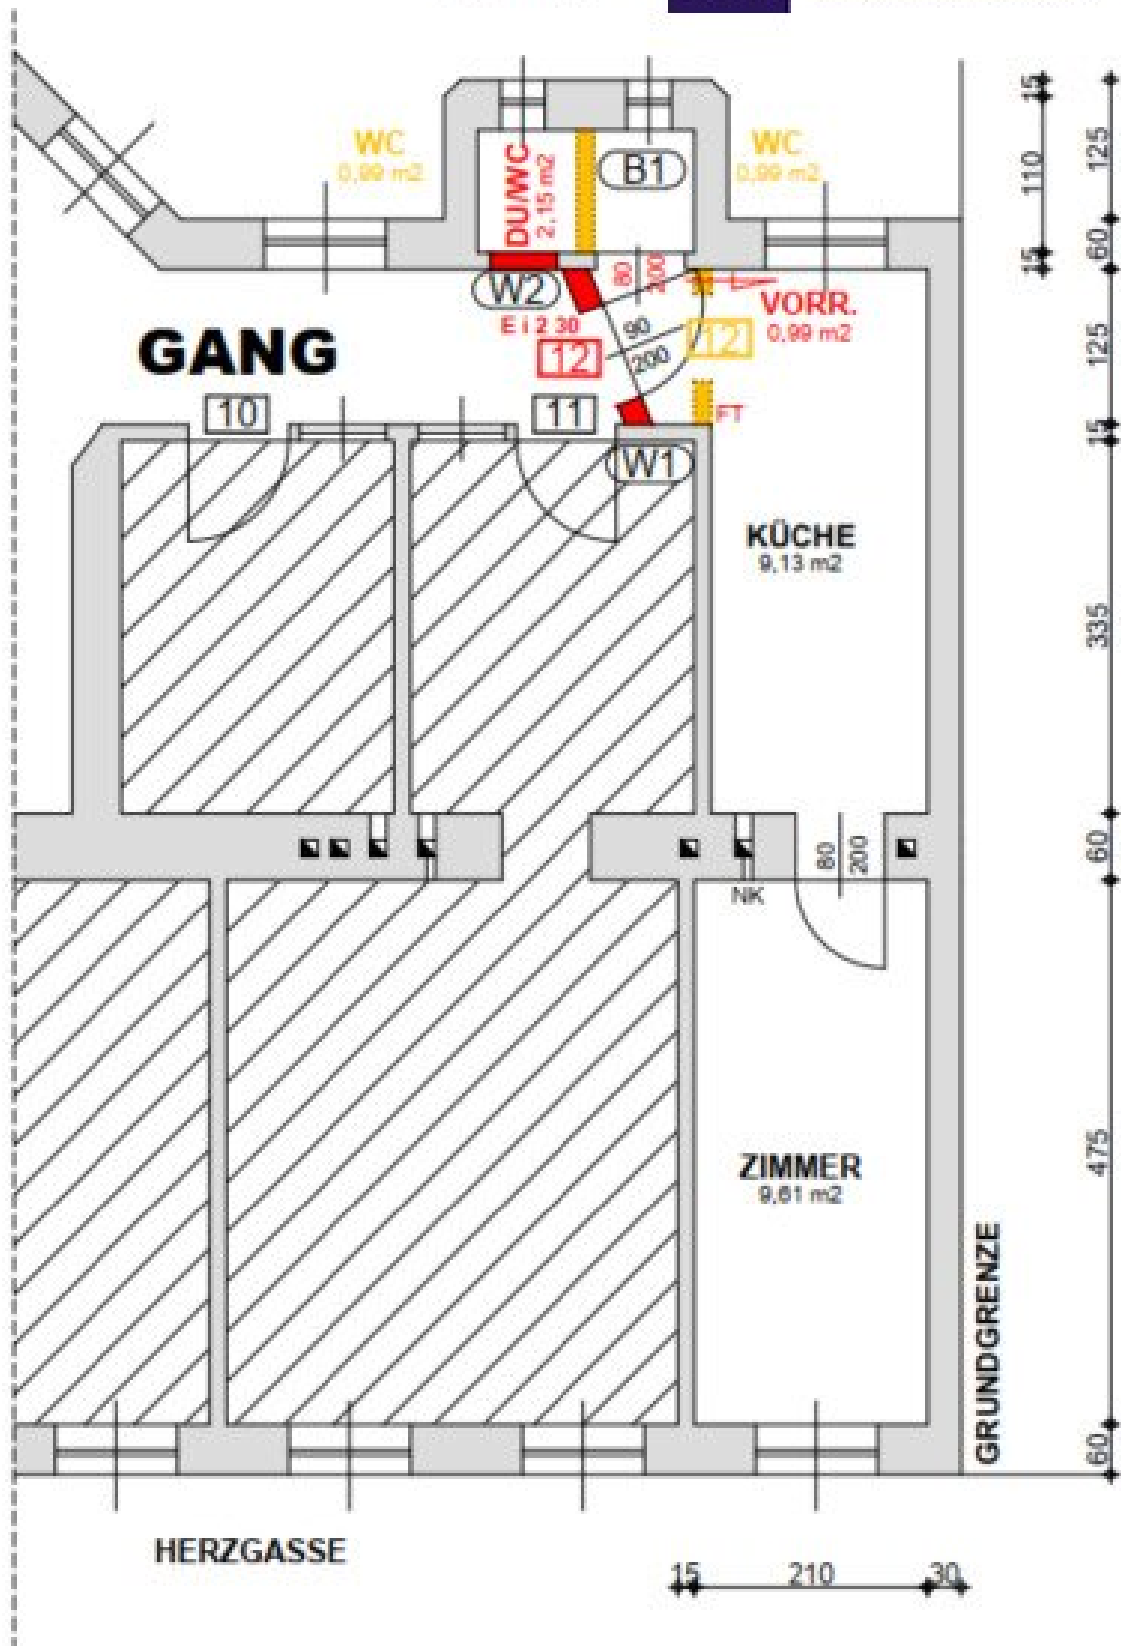 WC
0,99 m2
DU/WC
2,15 m2
B1
WC
0,99 m2
W2
80
200
VORR.
0,99 m2
E i 2 30
12
90
200
12
GANG
10
11
FT
W1
KÜCHE
9,13 m2
80
200
NK
ZIMMER
9,61 m2
GRUNDGRENZE
HERZGASSE
15
110
15
125
60
125
15
335
60
475
60
15
210
30